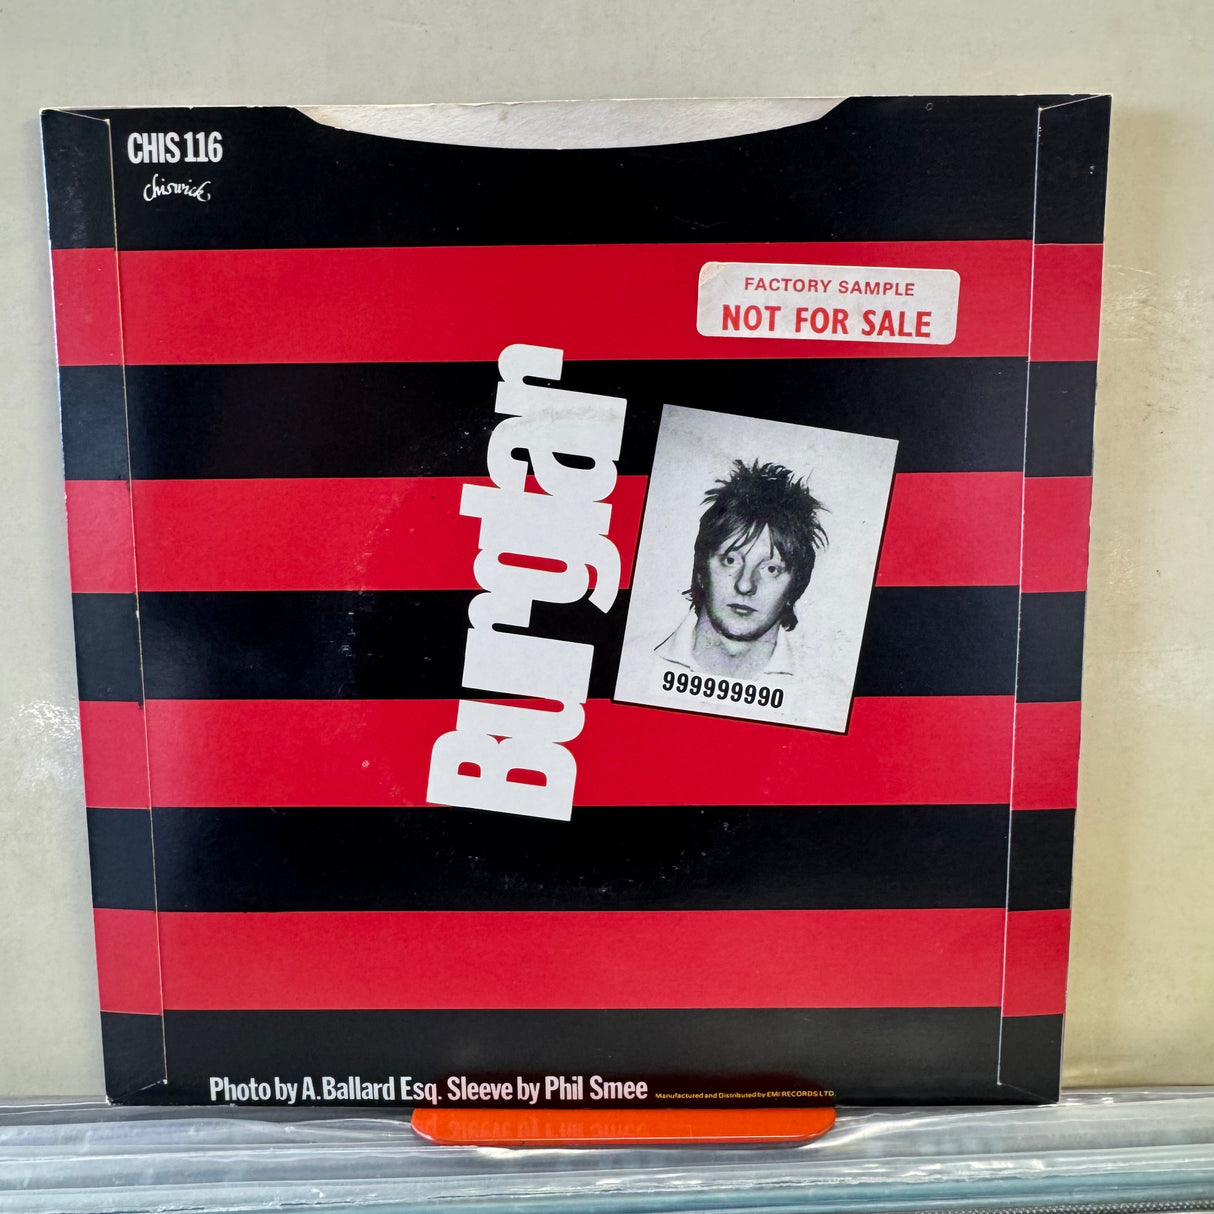 CHIS 116
chiswick
FACTORY SAMPLE
NOT FOR SALE
Burglar
999999990
Photo by A.Ballard Esq. Sleeve by Phil Smee
Manufactured and Distributed by EMI RECORDS LTD.